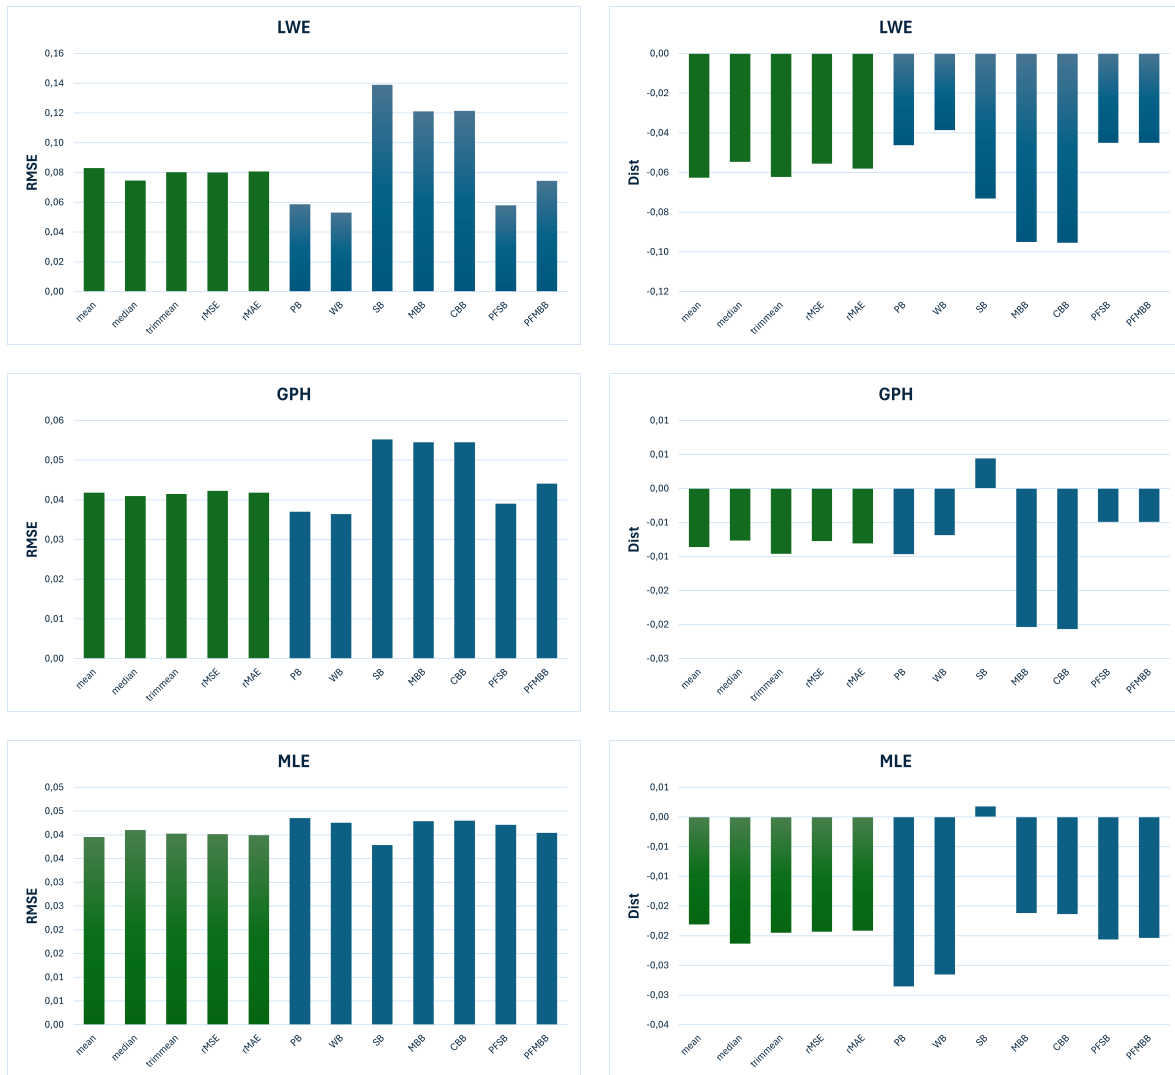 LWE
RMSE
0,16
0,14
0,12
0,10
0,08
0,06
0,04
0,02
0,00
mean
median
trimmean
rMSE
rMAE
PB
WB
SB
MBB
CBB
PFSB
PFMBB
LWE
Dist
0,00
-0,02
-0,04
-0,06
-0,08
-0,10
-0,12
mean
median
trimmean
rMSE
rMAE
PB
WB
SB
MBB
CBB
PFSB
PFMBB
GPH
RMSE
0,06
0,05
0,04
0,03
0,02
0,01
0,00
mean
median
trimmean
rMSE
rMAE
PB
WB
SB
MBB
CBB
PFSB
PFMBB
GPH
Dist
0,01
0,01
0,00
-0,01
-0,01
-0,02
-0,02
-0,03
mean
median
trimmean
rMSE
rMAE
PB
WB
SB
MBB
CBB
PFSB
PFMBB
MLE
RMSE
0,05
0,05
0,04
0,04
0,03
0,03
0,02
0,02
0,01
0,01
0,00
mean
median
trimmean
rMSE
rMAE
PB
WB
SB
MBB
CBB
PFSB
PFMBB
MLE
Dist
0,01
0,00
-0,01
-0,01
-0,02
-0,02
-0,03
-0,03
-0,04
mean
median
trimmean
rMSE
rMAE
PB
WB
SB
MBB
CBB
PFSB
PFMBB